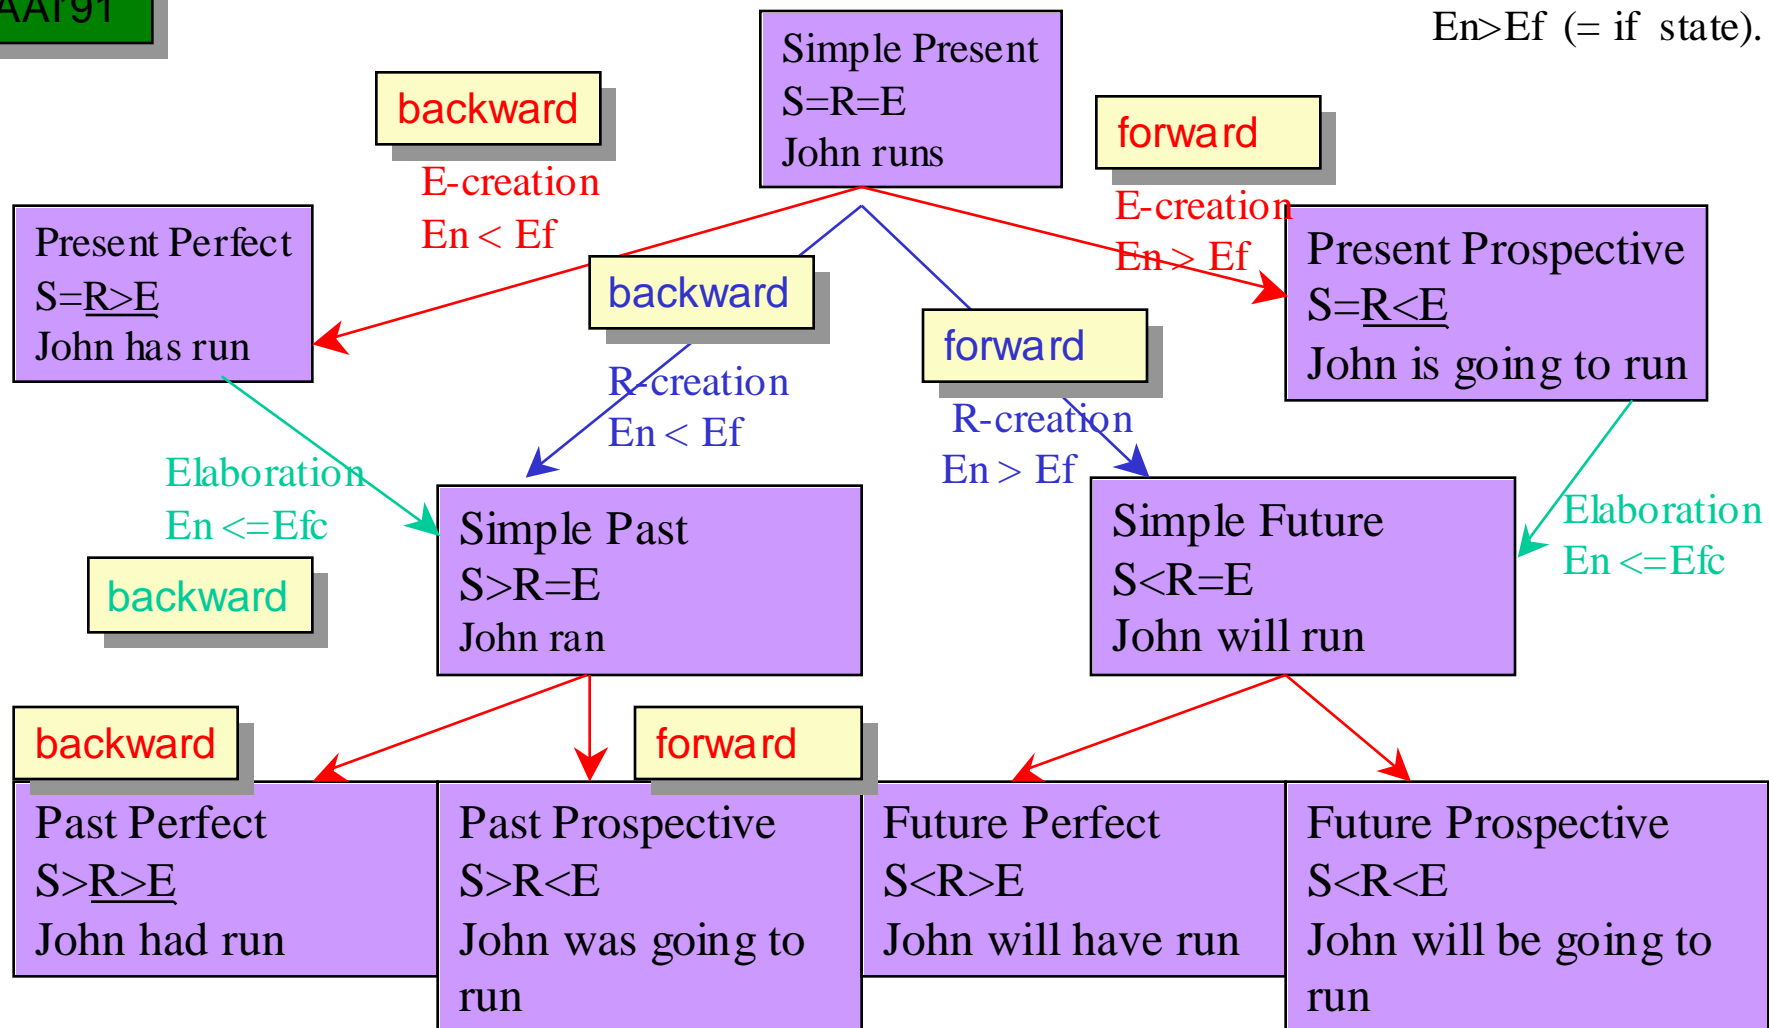 AAI'91
En>Ef (= if state).
Simple Present
S=R=E
John runs
backward
E-creation
En < Ef
forward
E-creation
En > Ef
Present Perfect
S=R>E
John has run
backward
R-creation
En < Ef
forward
R-creation
En > Ef
Present Prospective
S=R<E
John is going to run
Elaboration
En <=Efc
backward
Simple Past
S>R=E
John ran
Simple Future
S<R=E
John will run
Elaboration
En <=Efc
backward
forward
Past Perfect
S>R>E
John had run
Past Prospective
S>R<E
John was going to
run
Future Perfect
S<R>E
John will have run
Future Prospective
S<R<E
John will be going to
run